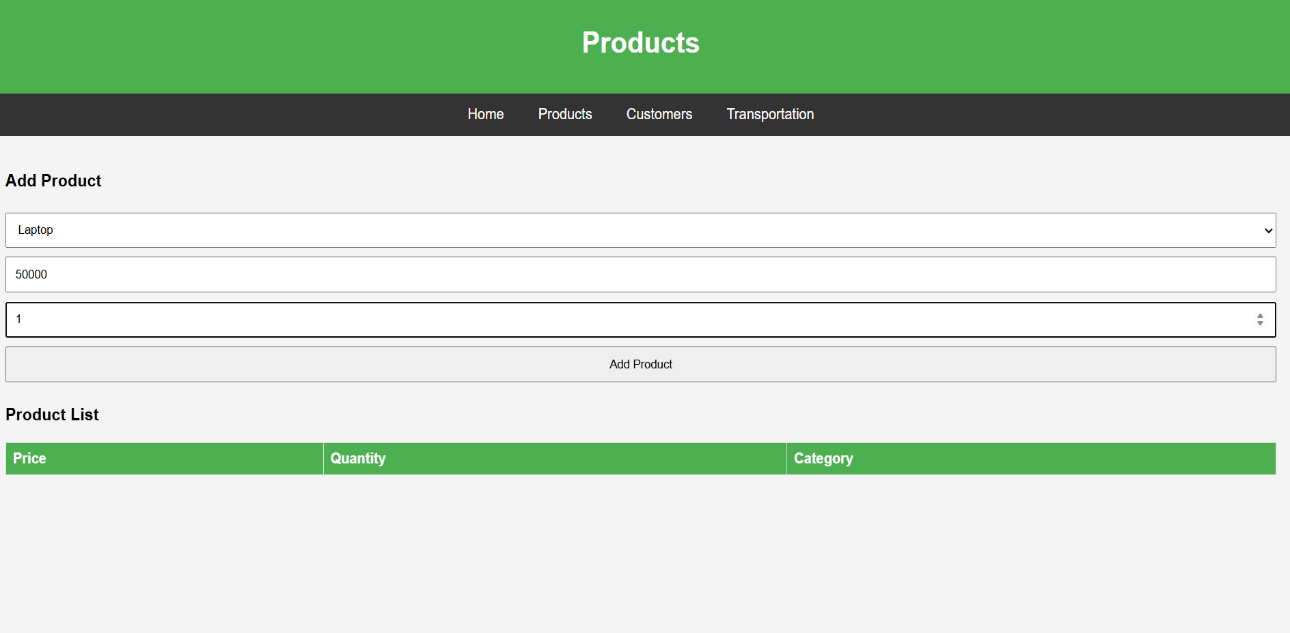 Products
Home Products Customers Transportation
Add Product
Laptop
50000
1
Add Product
Product List
Price Quantity Category